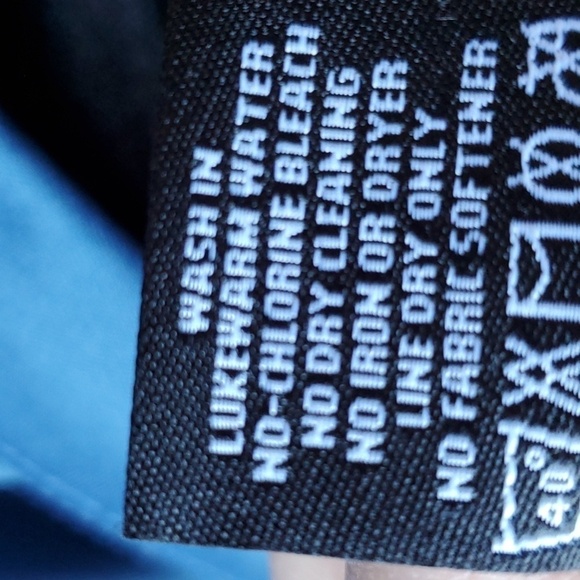 WASH IN
LUKEWARM WATER
NO-CHLORINE BLEACH
NO DRY CLEANING
NO IRON OR DRYER
LINE DRY ONLY
NO FABRIC SOFTENER
40°